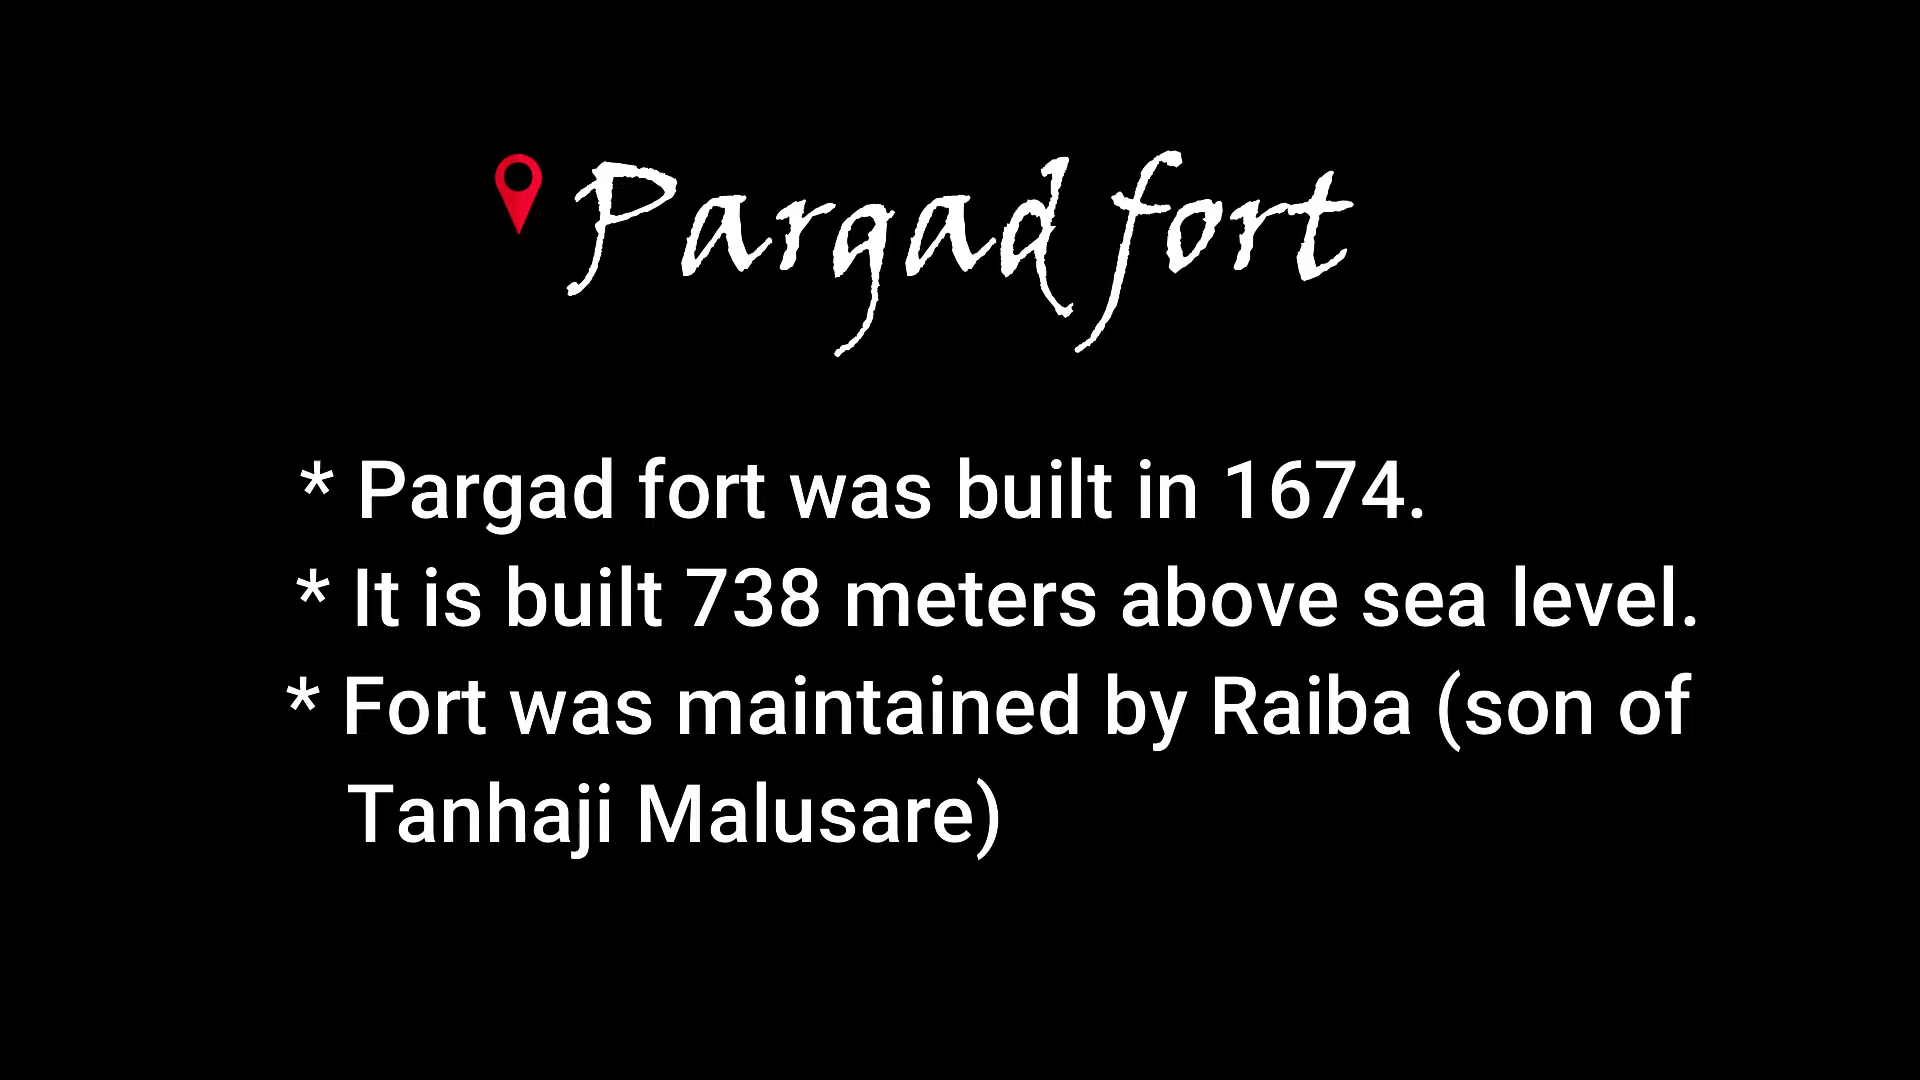 Pargad fort
* Pargad fort was built in 1674.
* It is built 738 meters above sea level.
* Fort was maintained by Raiba (son of
Tanhaji Malusare)